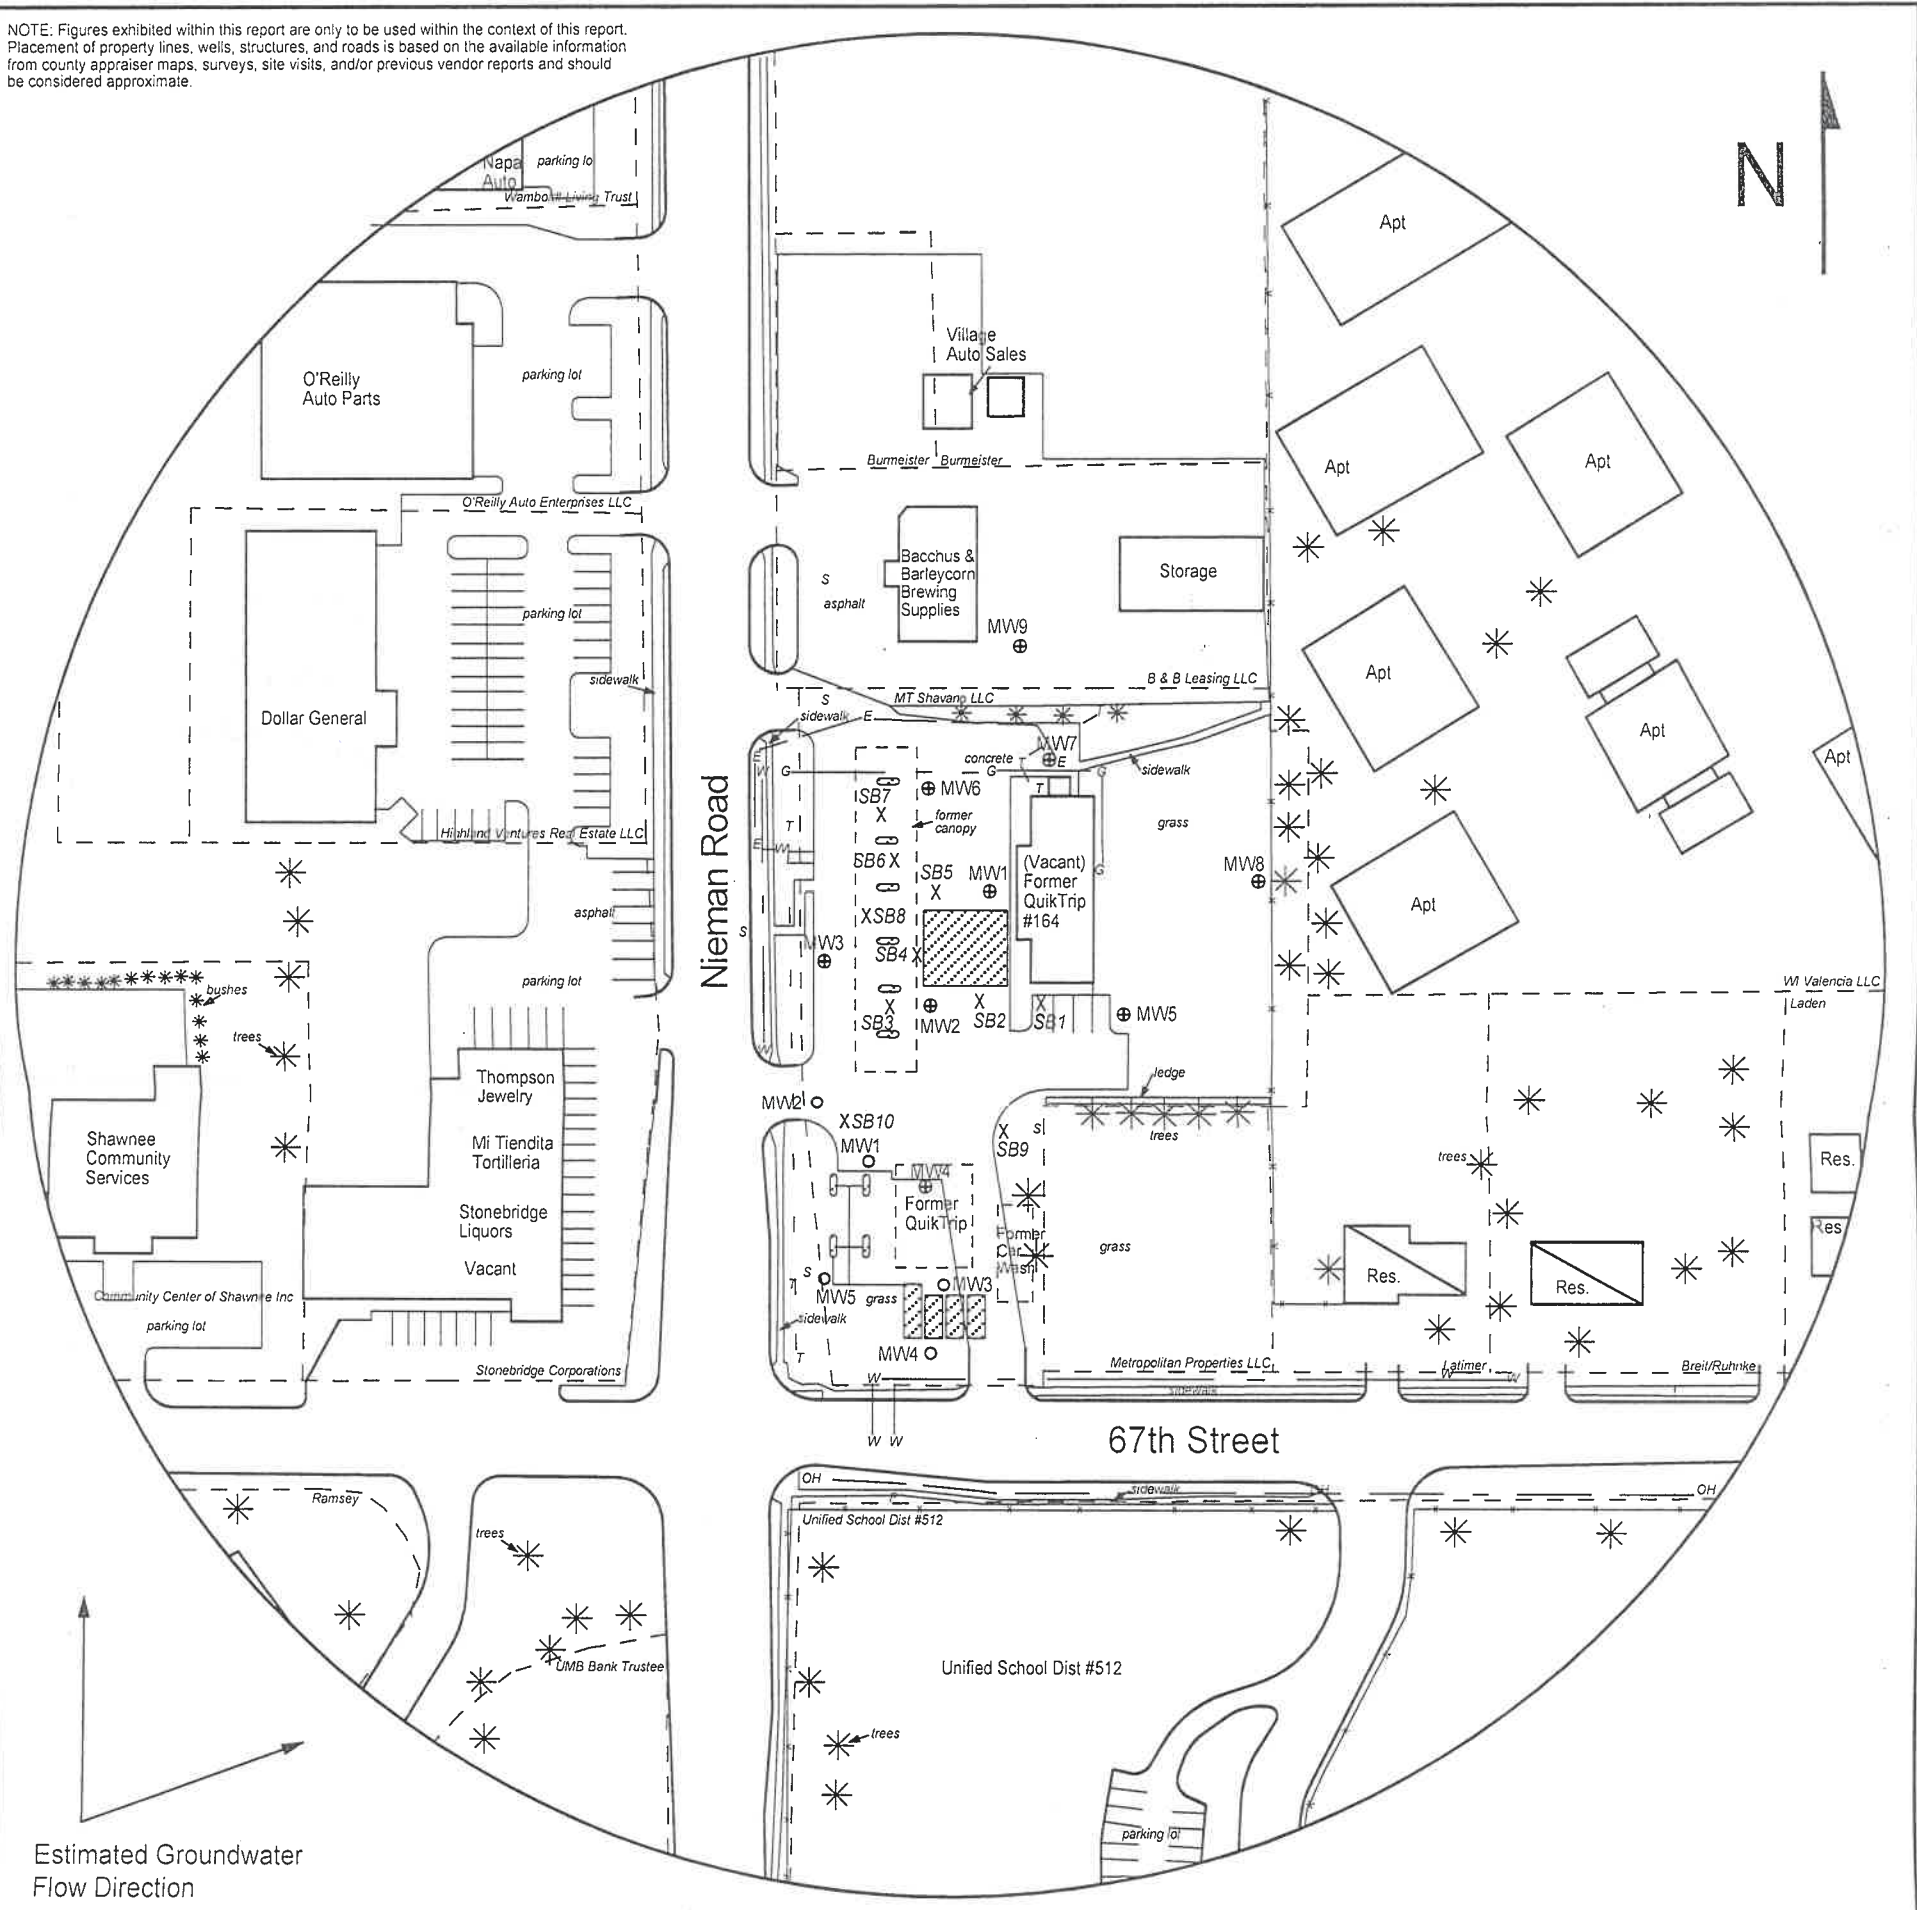 NOTE: Figures exhibited within this report are only to be used within the context of this report.
Placement of property lines, wells, structures, and roads is based on the available information
from county appraiser maps, surveys, site visits, and/or previous vendor reports and should
be considered approximate.
N
Napa
Auto
parking lo
Living Trust
Apt
Village
Auto Sales
O'Reilly
Auto Parts
parking lot
Burmeister
Burmeister
Apt
Apt
O'Reilly Auto Enterprises LLC
Bacchus &
Barleycorn
Brewing
Supplies
S
asphalt
Storage
parking lot
MW9
sidewalk
B & B Leasing LLC
Apt
MT Shavano LLC
S
sidewalk
E
Dollar General
Apt
MW7
E
concrete
T
G
G
sidewalk
Apt
E
W
G
T
MW6
SB7
former
canopy
grass
T
Highland Ventures Real Estate LLC
E
W
Nieman Road
SB6 X
SB5
X
MW1
(Vacant)
Former
QuikTrip
#164
G
MW8
Apt
asphalt
X SB8
S
MW3
SB4 X
parking lot
bushes
WI Valencia LLC
Laden
X
SB3
MW2
X
SB2
X
SB1
MW5
trees
W
ledge
Thompson
Jewelry
MW2
X SB10
MW1
X
SB9
S
trees
Shawnee
Community
Services
Mi Tiendita
Tortilleria
trees
Res.
MW4
Former
QuikTrip
Stonebridge
Liquors
Former
Car
Wash
grass
Res
Vacant
S
T
MW5
grass
MW3
Res.
Res.
Community Center of Shawnee Inc
sidewalk
parking lot
T
MW4
Stonebridge Corporations
W
Metropolitan Properties LLC
Latimer
W
W
Breit/Ruhnke
sidewalk
W W
67th Street
OH
sidewalk
OH
OH
Ramsey
Unified School Dist #512
trees
UMB Bank Trustee
Unified School Dist #512
trees
parking lot
Estimated Groundwater
Flow Direction